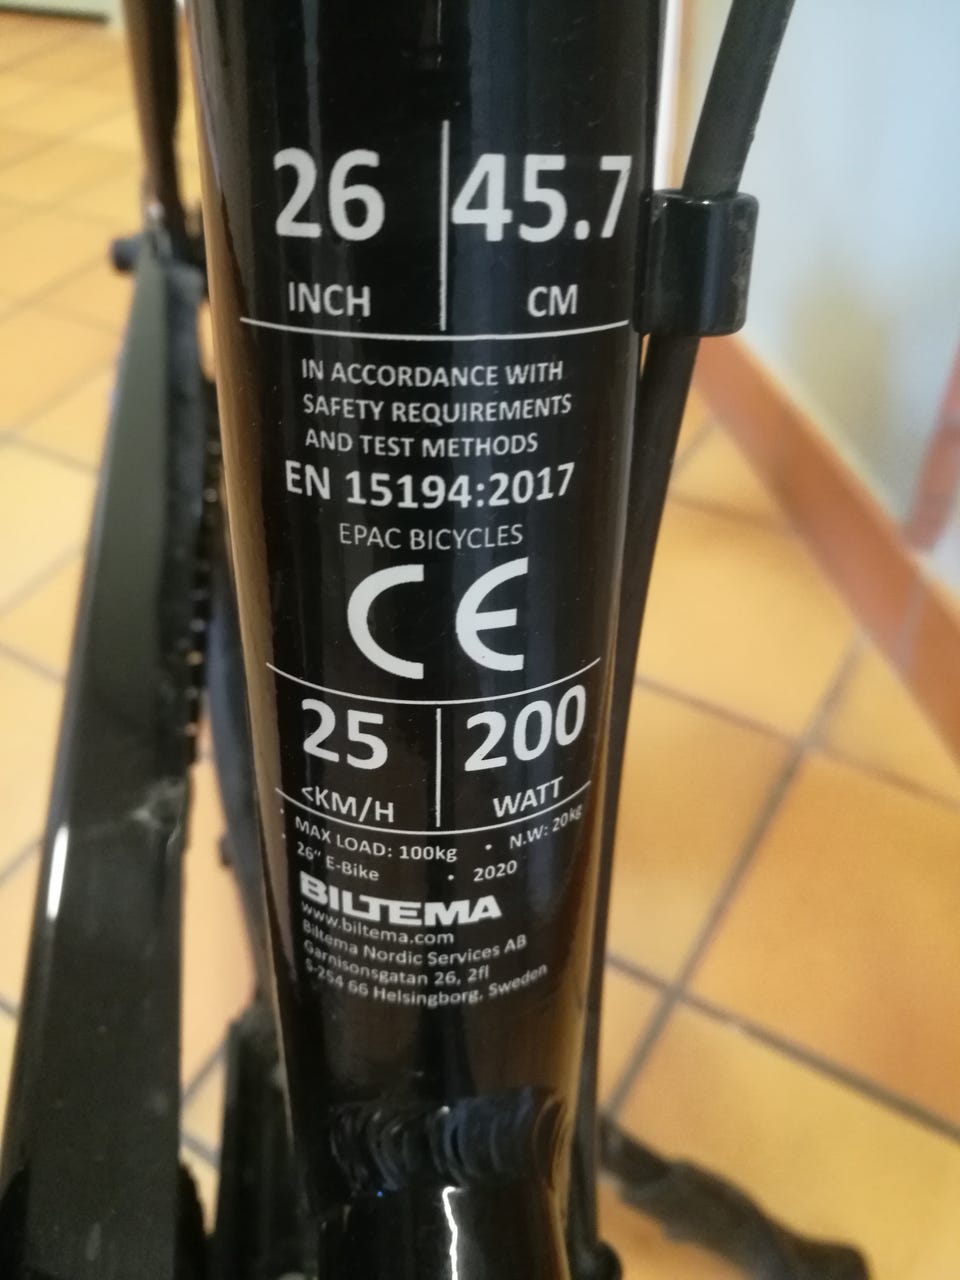 26 45.7
INCH CM
IN ACCORDANCE WITH
SAFETY REQUIREMENTS
AND TEST METHODS
EN 15194:2017
EPAC BICYCLES
CE
25 200
<KM/H WATT
• MAX LOAD: 100kg • N.W: 20kg
• 26" E-Bike • 2020
BILTEMA
www.biltema.com
Biltema Nordic Services AB
Garnisonsgatan 26, 2fl
S-254 66 Helsingborg, Sweden